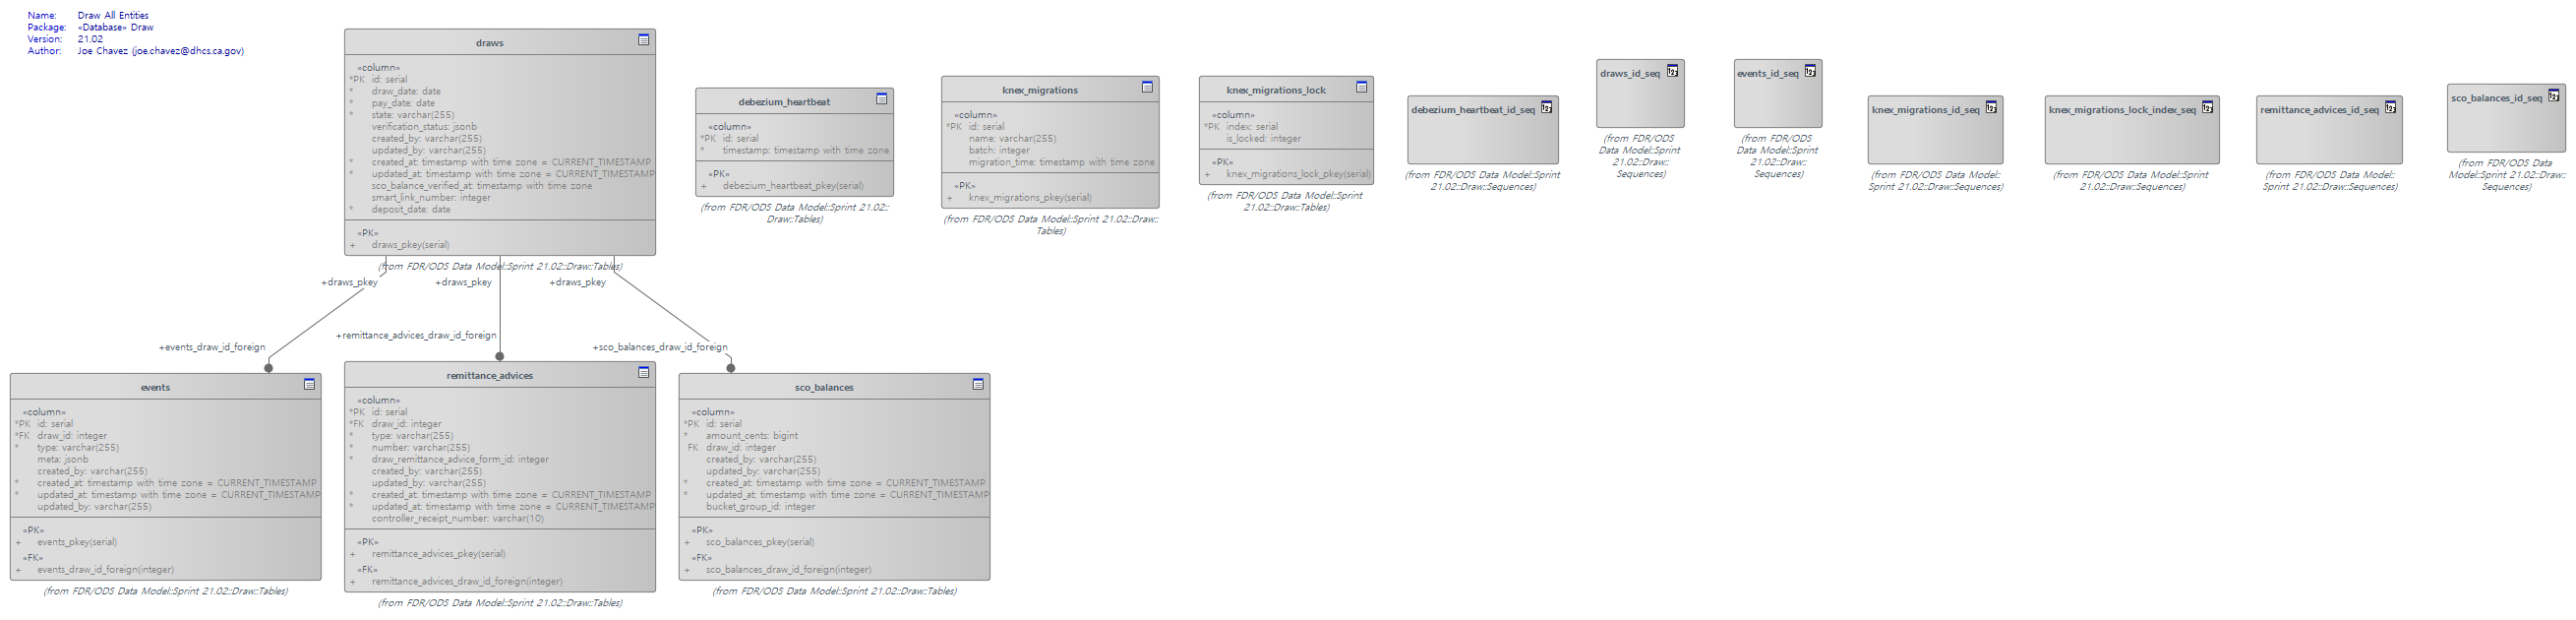 Name: Draw All Entities
Package: «Database» Draw
Version: 21.02
Author: Joe Chavez (joe.chavez@dhcs.ca.gov)
draws
«column»
*PK id: serial
* draw_date: date
* pay_date: date
* state: varchar(255)
verification_status: jsonb
created_by: varchar(255)
updated_by: varchar(255)
* created_at: timestamp with time zone = CURRENT_TIMESTAMP
* updated_at: timestamp with time zone = CURRENT_TIMESTAMP
sco_balance_verified_at: timestamp with time zone
smart_link_number: integer
* deposit_date: date
«PK»
+ draws_pkey(serial)
(from FDR/ODS Data Model::Sprint 21.02::Draw::Tables)
debezium_heartbeat
«column»
*PK id: serial
* timestamp: timestamp with time zone
«PK»
+ debezium_heartbeat_pkey(serial)
(from FDR/ODS Data Model::Sprint 21.02::
Draw::Tables)
knex_migrations
«column»
*PK id: serial
name: varchar(255)
batch: integer
migration_time: timestamp with time zone
«PK»
+ knex_migrations_pkey(serial)
(from FDR/ODS Data Model::Sprint 21.02::Draw::
Tables)
knex_migrations_lock
«column»
*PK index: serial
is_locked: integer
«PK»
+ knex_migrations_lock_pkey(serial)
(from FDR/ODS Data Model::Sprint
21.02::Draw::Tables)
debezium_heartbeat_id_seq
(from FDR/ODS Data Model::Sprint
21.02::Draw::Sequences)
draws_id_seq
(from FDR/ODS
Data Model::Sprint
21.02::Draw::
Sequences)
events_id_seq
(from FDR/ODS
Data Model::Sprint
21.02::Draw::
Sequences)
knex_migrations_id_seq
(from FDR/ODS Data Model::
Sprint 21.02::Draw::Sequences)
knex_migrations_lock_index_seq
(from FDR/ODS Data Model::Sprint
21.02::Draw::Sequences)
remittance_advices_id_seq
(from FDR/ODS Data Model::
Sprint 21.02::Draw::Sequences)
sco_balances_id_seq
(from FDR/ODS Data
Model::Sprint 21.02::Draw::
Sequences)
+draws_pkey
+draws_pkey
+draws_pkey
+events_draw_id_foreign
+remittance_advices_draw_id_foreign
+sco_balances_draw_id_foreign
events
«column»
*PK id: serial
*FK draw_id: integer
* type: varchar(255)
meta: jsonb
created_by: varchar(255)
* created_at: timestamp with time zone = CURRENT_TIMESTAMP
* updated_at: timestamp with time zone = CURRENT_TIMESTAMP
updated_by: varchar(255)
«PK»
+ events_pkey(serial)
«FK»
+ events_draw_id_foreign(integer)
(from FDR/ODS Data Model::Sprint 21.02::Draw::Tables)
remittance_advices
«column»
*PK id: serial
*FK draw_id: integer
* type: varchar(255)
* number: varchar(255)
* draw_remittance_advice_form_id: integer
created_by: varchar(255)
updated_by: varchar(255)
* created_at: timestamp with time zone = CURRENT_TIMESTAMP
* updated_at: timestamp with time zone = CURRENT_TIMESTAMP
controller_receipt_number: varchar(10)
«PK»
+ remittance_advices_pkey(serial)
«FK»
+ remittance_advices_draw_id_foreign(integer)
(from FDR/ODS Data Model::Sprint 21.02::Draw::Tables)
sco_balances
«column»
*PK id: serial
* amount_cents: bigint
FK draw_id: integer
created_by: varchar(255)
updated_by: varchar(255)
* created_at: timestamp with time zone = CURRENT_TIMESTAMP
* updated_at: timestamp with time zone = CURRENT_TIMESTAMP
bucket_group_id: integer
«PK»
+ sco_balances_pkey(serial)
«FK»
+ sco_balances_draw_id_foreign(integer)
(from FDR/ODS Data Model::Sprint 21.02::Draw::Tables)